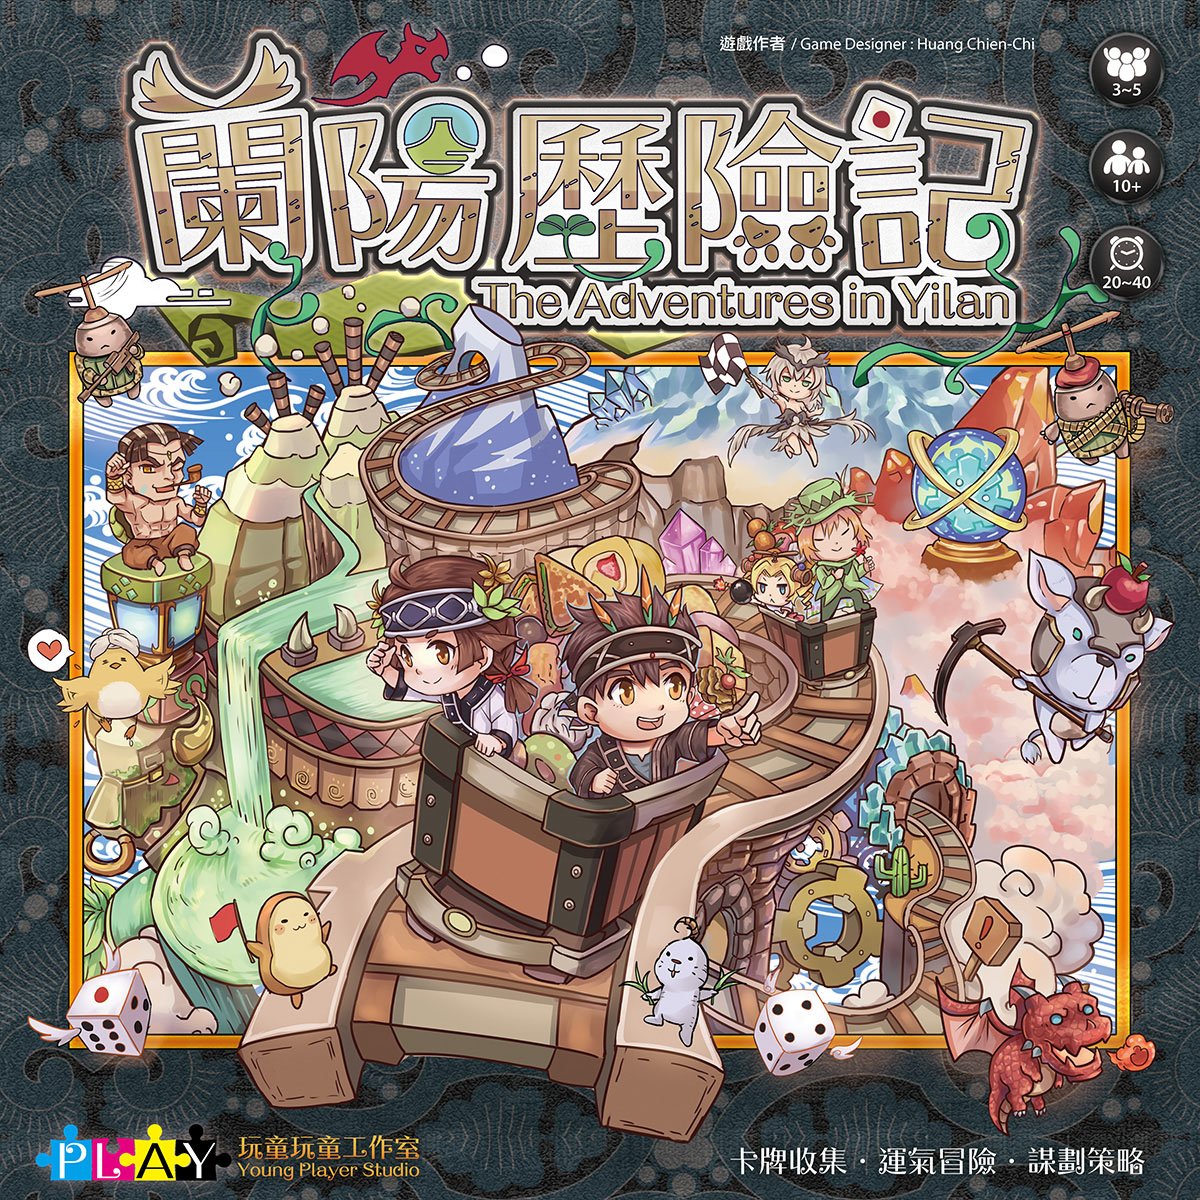 遊戲作者 / Game Designer : Huang Chien-Chi
3~5
蘭陽歷險記
10+
The Adventures in Yilan
20~40
PLAY
玩童玩童工作室
Young Player Studio
卡牌收集・運氣冒險・謀劃策略